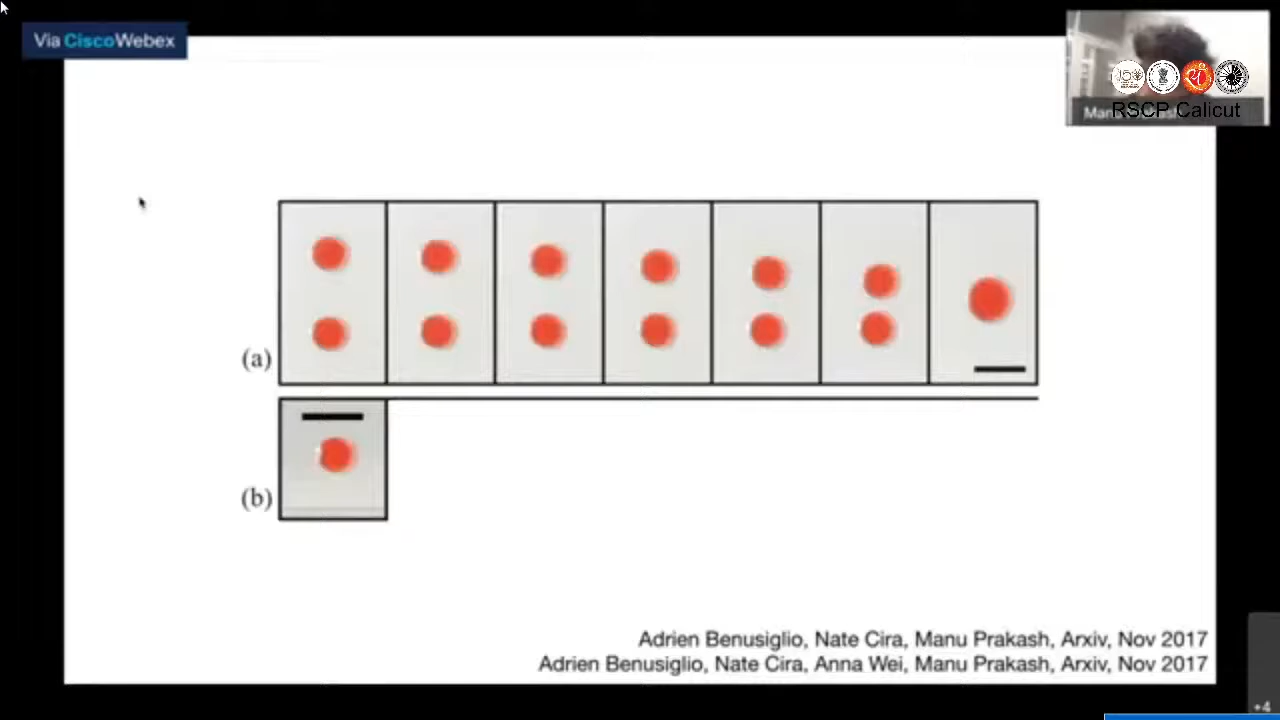 Via CiscoWebex
RSCP Calicut
(a)
(b)
Adrien Benusiglio, Nate Cira, Manu Prakash, Arxiv, Nov 2017
Adrien Benusiglio, Nate Cira, Anna Wei, Manu Prakash, Arxiv, Nov 2017
+4